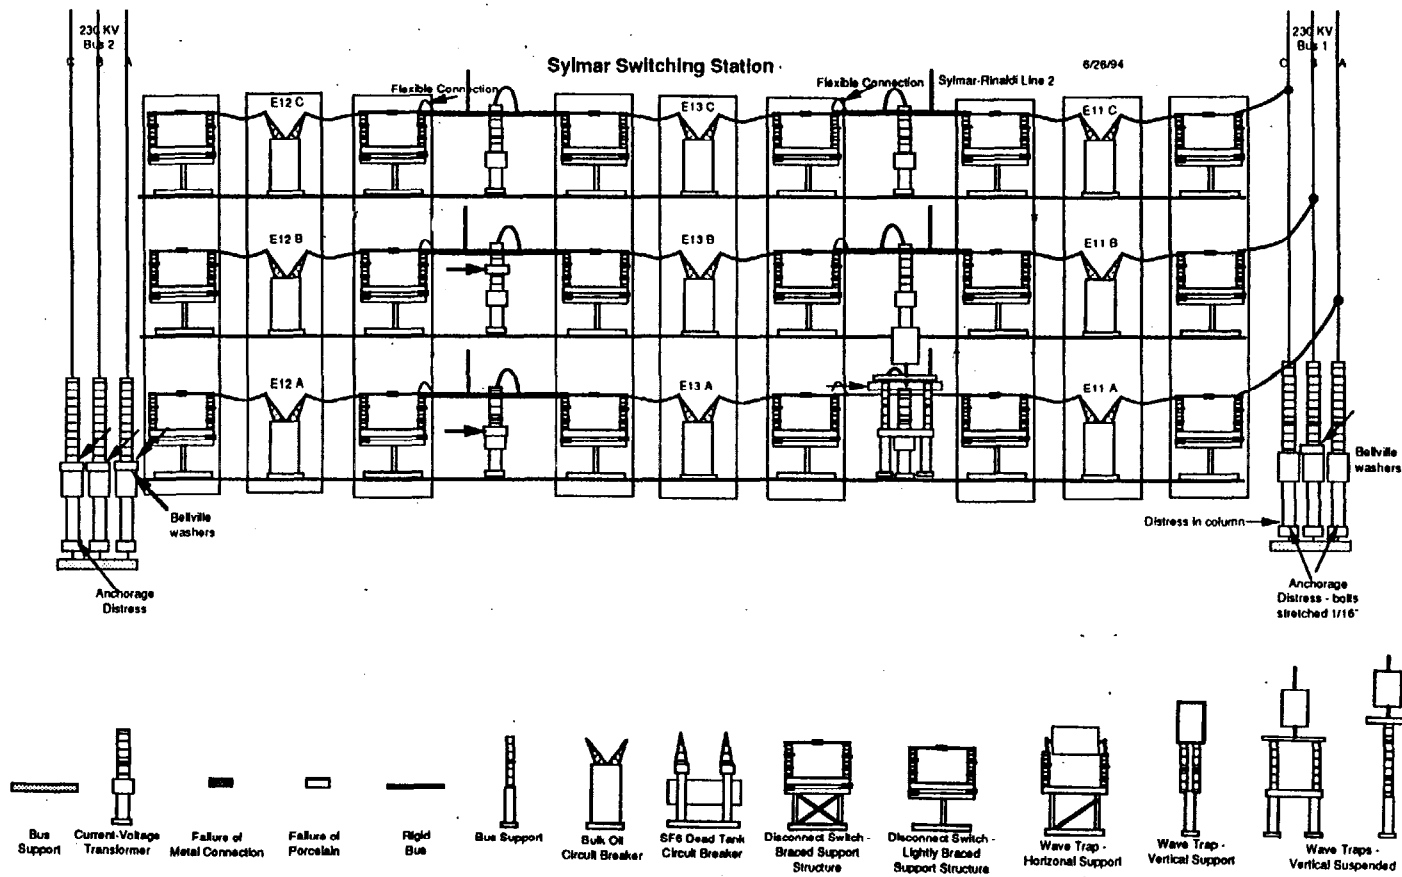 230 KV
Bus 2
C B A
Sylmar Switching Station
6/26/94
230 KV
Bus 1
C B A
Flexible Connection
Flexible Connection
Sylmar-Rinaldi Line 2
E12 C
E13 C
E11 C
E12 B
E13 B
E11 B
E12 A
E13 A
E11 A
Bellville
washers
Anchorage
Distress
Bellville
washers
Distress in column
Anchorage
Distress - bolts
stretched 1/16"
Bus
Support
Current-Voltage
Transformer
Failure of
Metal Connection
Failure of
Porcelain
Rigid
Bus
Bus Support
Bulk Oil
Circuit Breaker
SF6 Dead Tank
Circuit Breaker
Disconnect Switch -
Braced Support
Structure
Disconnect Switch -
Lightly Braced
Support Structure
Wave Trap -
Horizonal Support
Wave Trap -
Vertical Support
Wave Traps -
Vertical Suspended